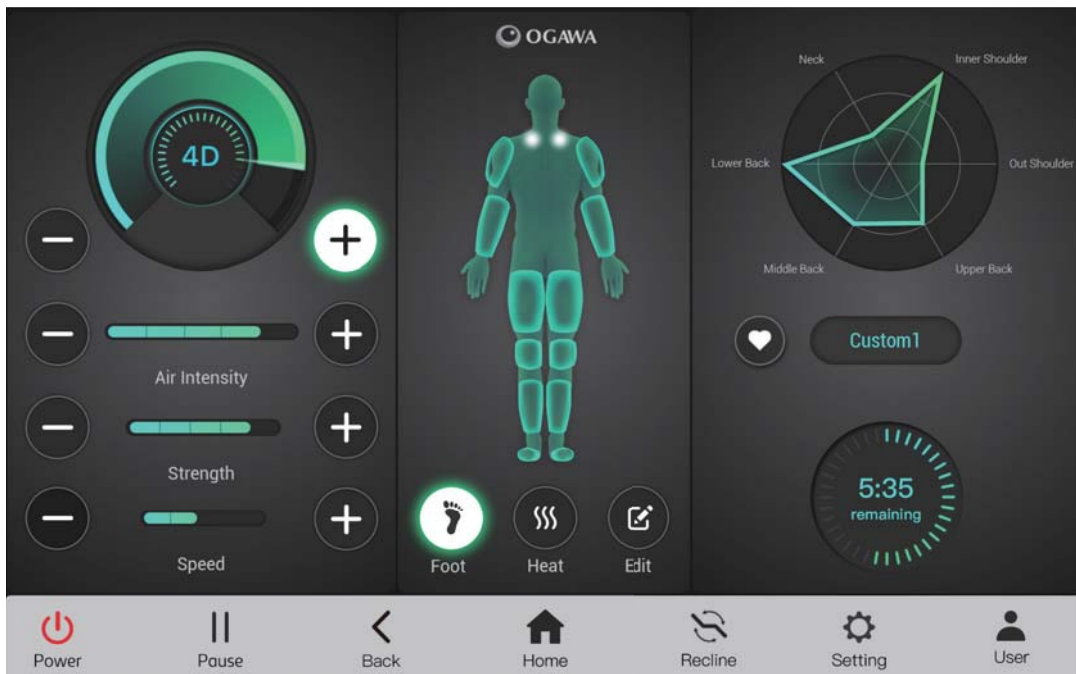 4D
Air Intensity
Strength
Speed
OGAWA
Foot
Heat
Edit
Neck
Inner Shoulder
Lower Back
Out Shoulder
Middle Back
Upper Back
Custom1
5:35
remaining
Power
Pause
Back
Home
Recline
Setting
User